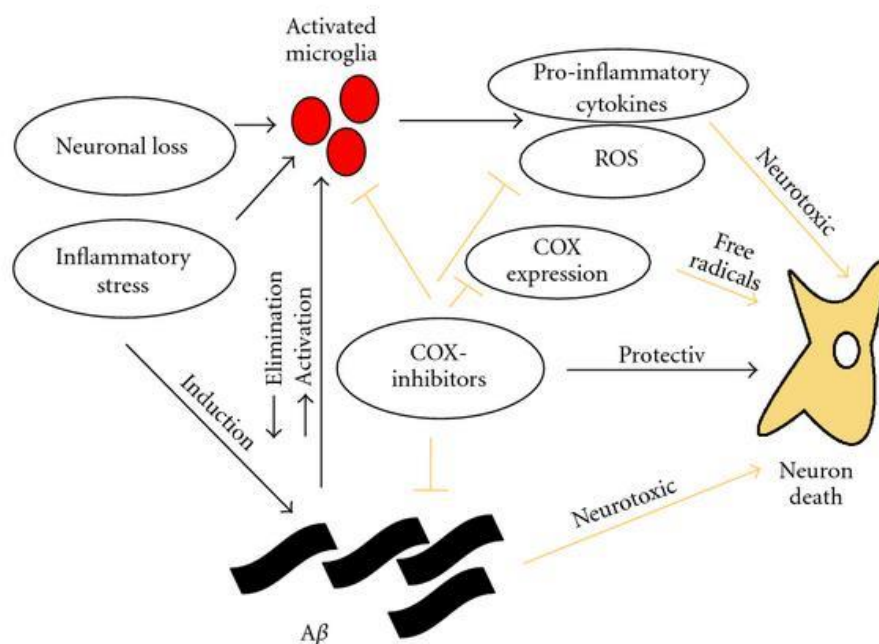 Activated
microglia
Pro-inflammatory
cytokines
Neuronal loss
ROS
Neurotoxic
Inflammatory
stress
COX
expression
Free
radicals
Elimination
Activation
COX-
inhibitors
Protectiv
Induction
Neuron
death
Neurotoxic
Aβ